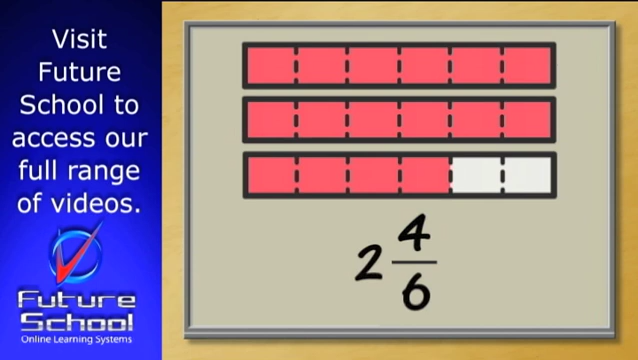 Visit
Future
School to
access our
full range
of videos.
Future
School
Online Learning Systems
2 4/6